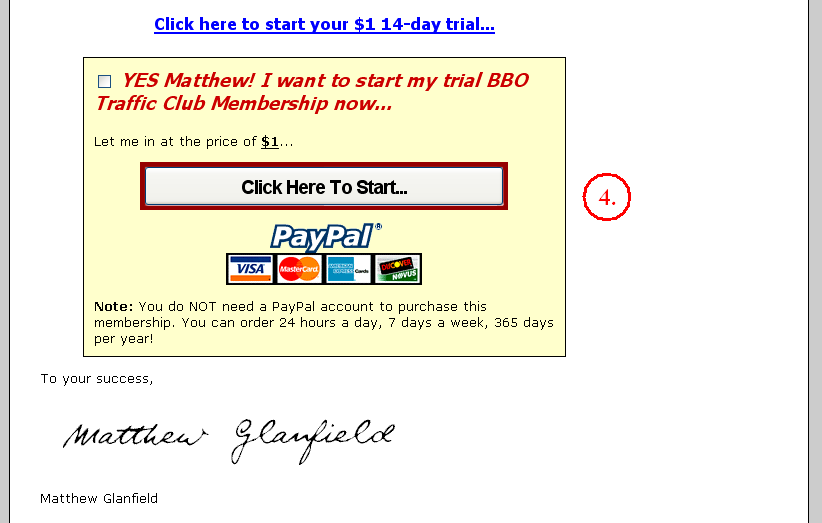 Click here to start your $1 14-day trial...
YES Matthew! I want to start my trial BBO
Traffic Club Membership now...
Let me in at the price of $1...
Click Here To Start...
4.
PayPal®
VISA MasterCard AMERICAN EXPRESS Cards DISCOVER NOVUS
Note: You do NOT need a PayPal account to purchase this
membership. You can order 24 hours a day, 7 days a week, 365 days
per year!
To your success,
Matthew Glanfield
Matthew Glanfield